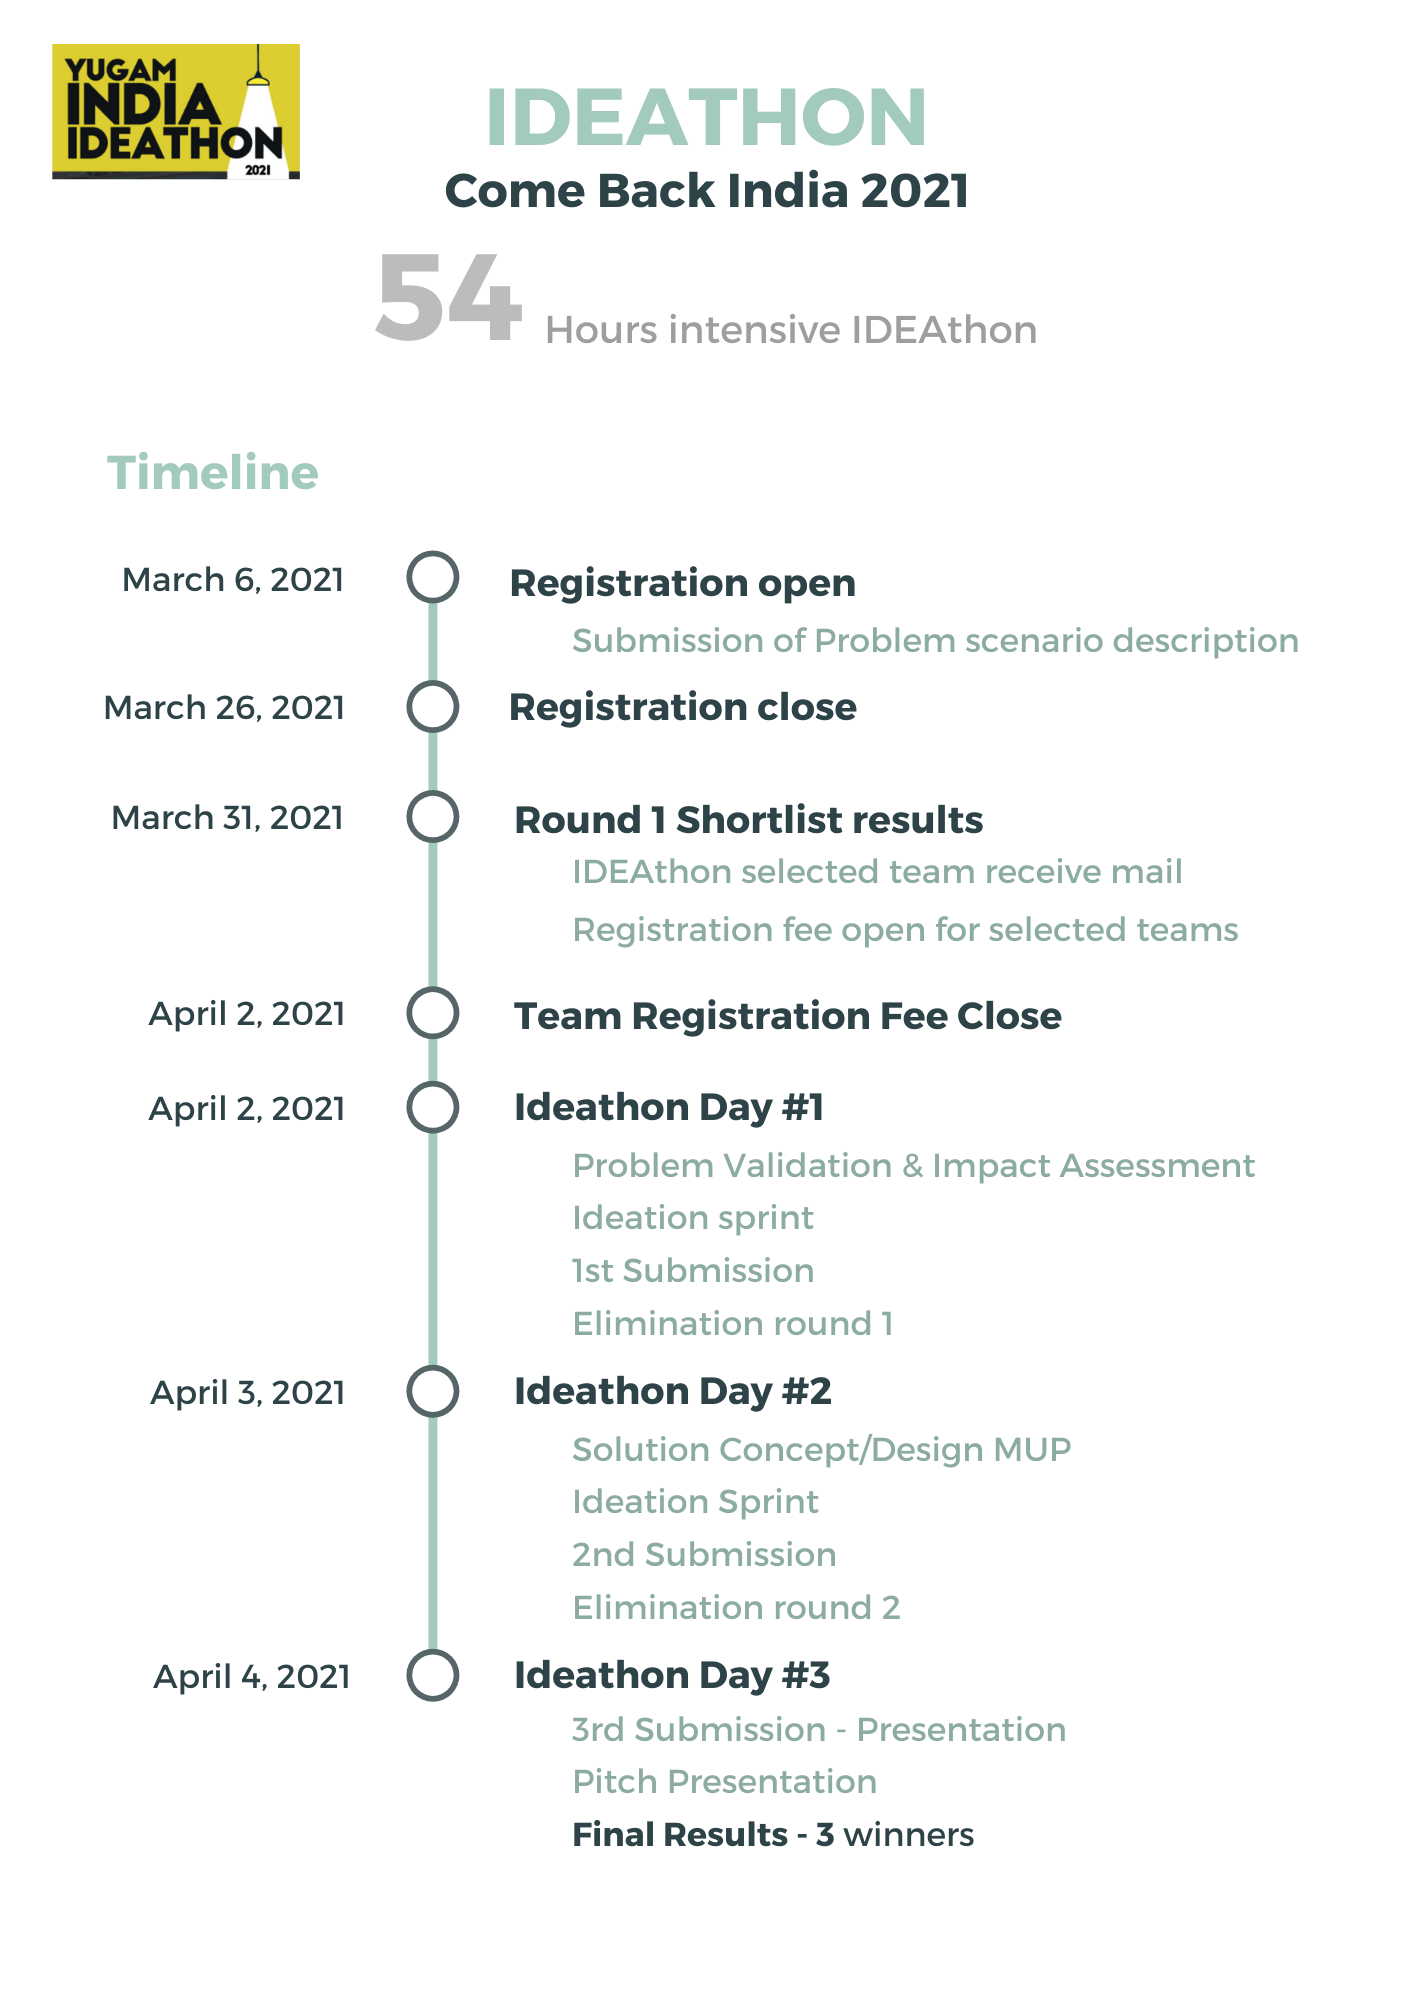 YUGAM
INDIA
IDEATHON
2021
IDEATHON
Come Back India 2021
54 Hours intensive IDEAthon
Timeline
March 6, 2021 Registration open
Submission of Problem scenario description
March 26, 2021 Registration close
March 31, 2021 Round 1 Shortlist results
IDEAthon selected team receive mail
Registration fee open for selected teams
April 2, 2021 Team Registration Fee Close
April 2, 2021 Ideathon Day #1
Problem Validation & Impact Assessment
Ideation sprint
1st Submission
Elimination round 1
April 3, 2021 Ideathon Day #2
Solution Concept/Design MUP
Ideation Sprint
2nd Submission
Elimination round 2
April 4, 2021 Ideathon Day #3
3rd Submission - Presentation
Pitch Presentation
Final Results - 3 winners